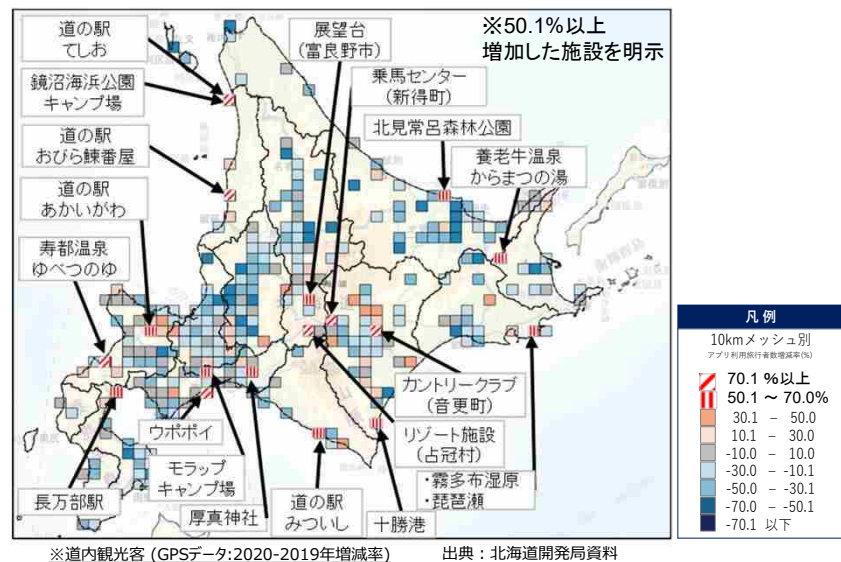 ※50.1%以上
増加した施設を明示
道の駅
てしお
鏡沼海浜公園
キャンプ場
道の駅
おびら鰊番屋
道の駅
あかいがわ
寿都温泉
ゆべつのゆ
展望台
(富良野市)
乗馬センター
(新得町)
北見常呂森林公園
養老牛温泉
からまつの湯
カントリークラブ
(音更町)
リゾート施設
(占冠村)
・霧多布湿原
・琵琶瀬
ウポポイ
モラップ
キャンプ場
長万部駅
厚真神社
道の駅
みついし
十勝港
凡例
10kmメッシュ別
アプリ利用旅行者数増減率(%)
70.1 %以上
50.1 ～ 70.0%
30.1 － 50.0
10.1 － 30.0
-10.0 － 10.0
-30.0 － -10.1
-50.0 － -30.1
-70.0 － -50.1
-70.1 以下
※道内観光客 (GPSデータ:2020-2019年増減率)
出典：北海道開発局資料